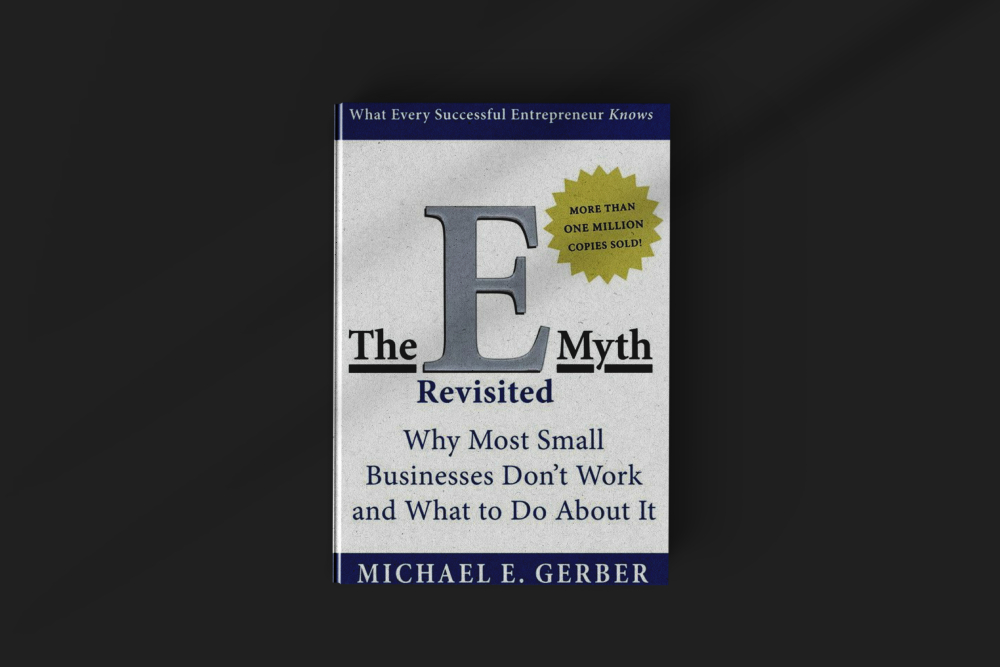 What Every Successful Entrepreneur Knows
MORE THAN
ONE MILLION
COPIES SOLD!
The E Myth
Revisited
Why Most Small
Businesses Don’t Work
and What to Do About It
MICHAEL E. GERBER